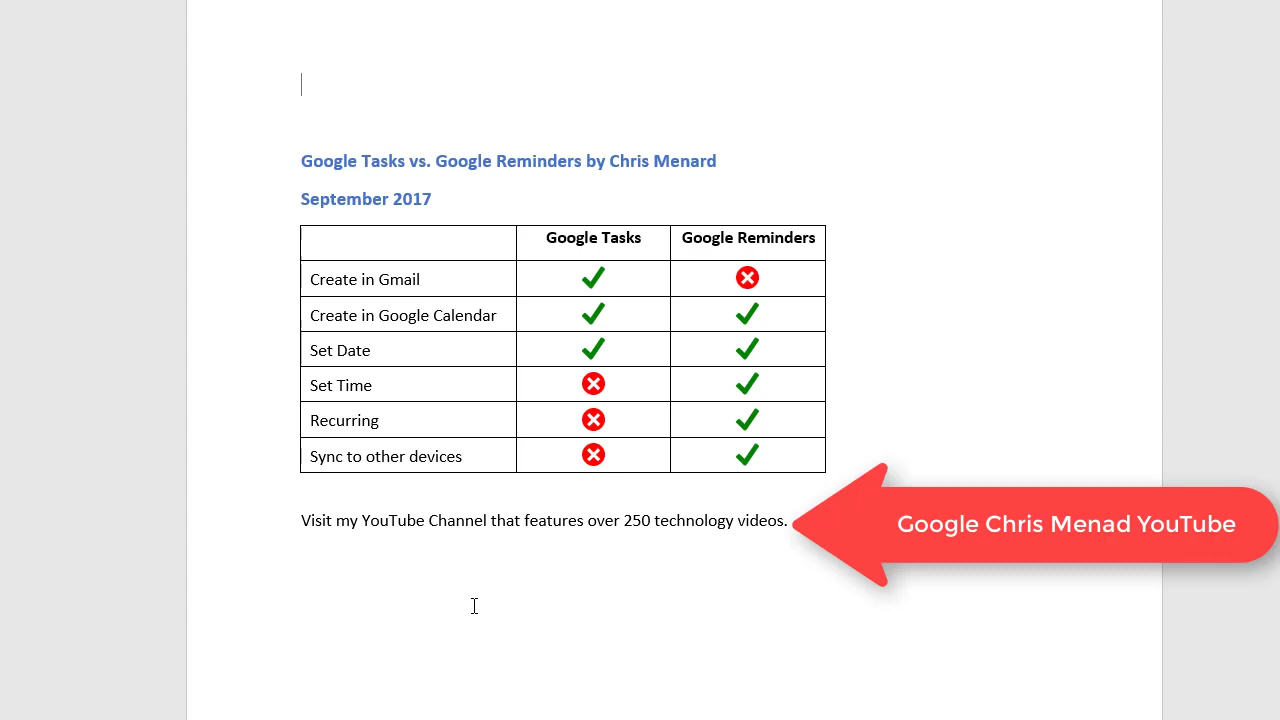 Google Tasks vs. Google Reminders by Chris Menard
September 2017
Google Tasks Google Reminders
Create in Gmail
Create in Google Calendar
Set Date
Set Time
Recurring
Sync to other devices
Visit my YouTube Channel that features over 250 technology videos.
Google Chris Menad YouTube